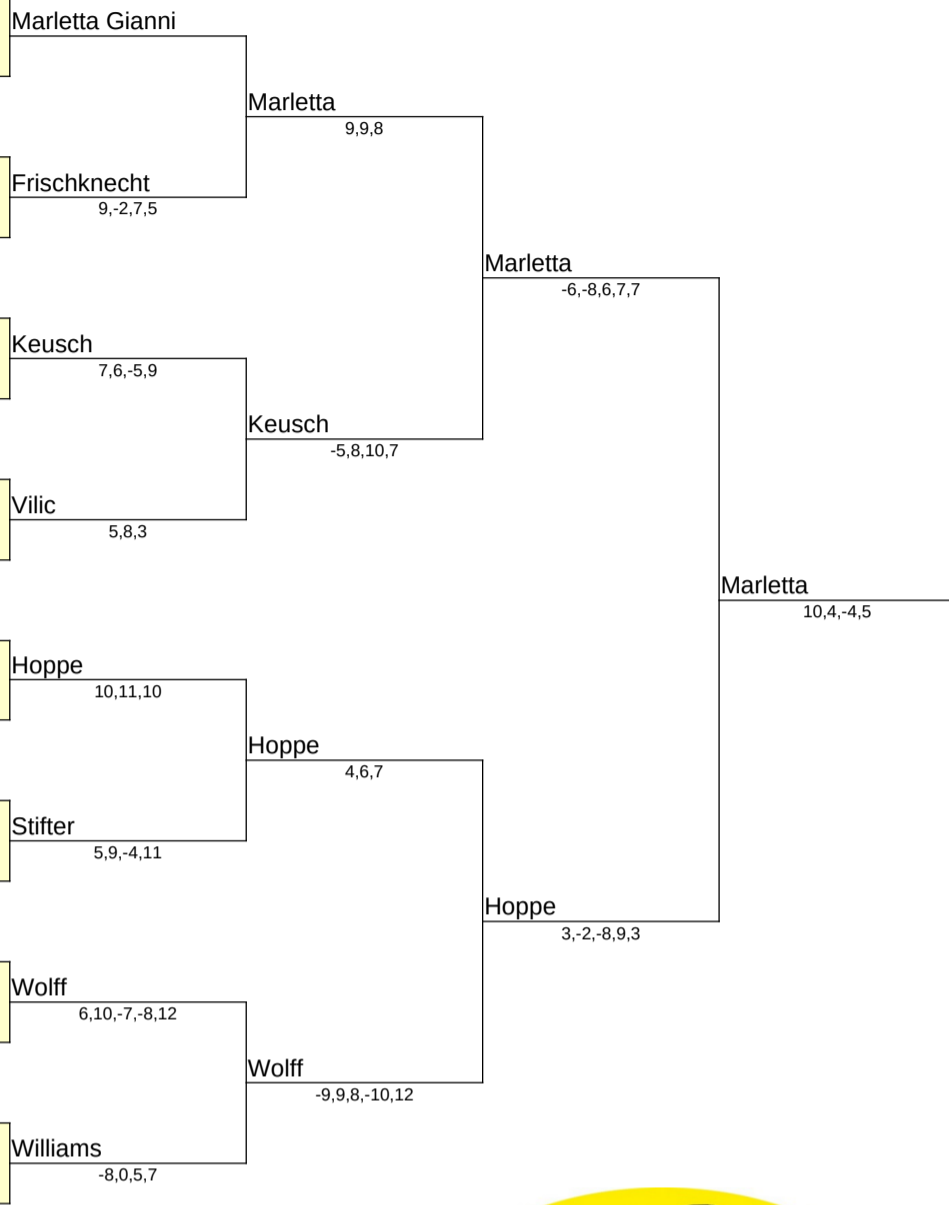 Marletta Gianni
Marletta
9,9,8
Frischknecht
9,-2,7,5
Marletta
-6,-8,6,7,7
Keusch
7,6,-5,9
Keusch
-5,8,10,7
Vilic
5,8,3
Marletta
10,4,-4,5
Hoppe
10,11,10
Hoppe
4,6,7
Stifter
5,9,-4,11
Hoppe
3,-2,-8,9,3
Wolff
6,10,-7,-8,12
Wolff
-9,9,8,-10,12
Williams
-8,0,5,7